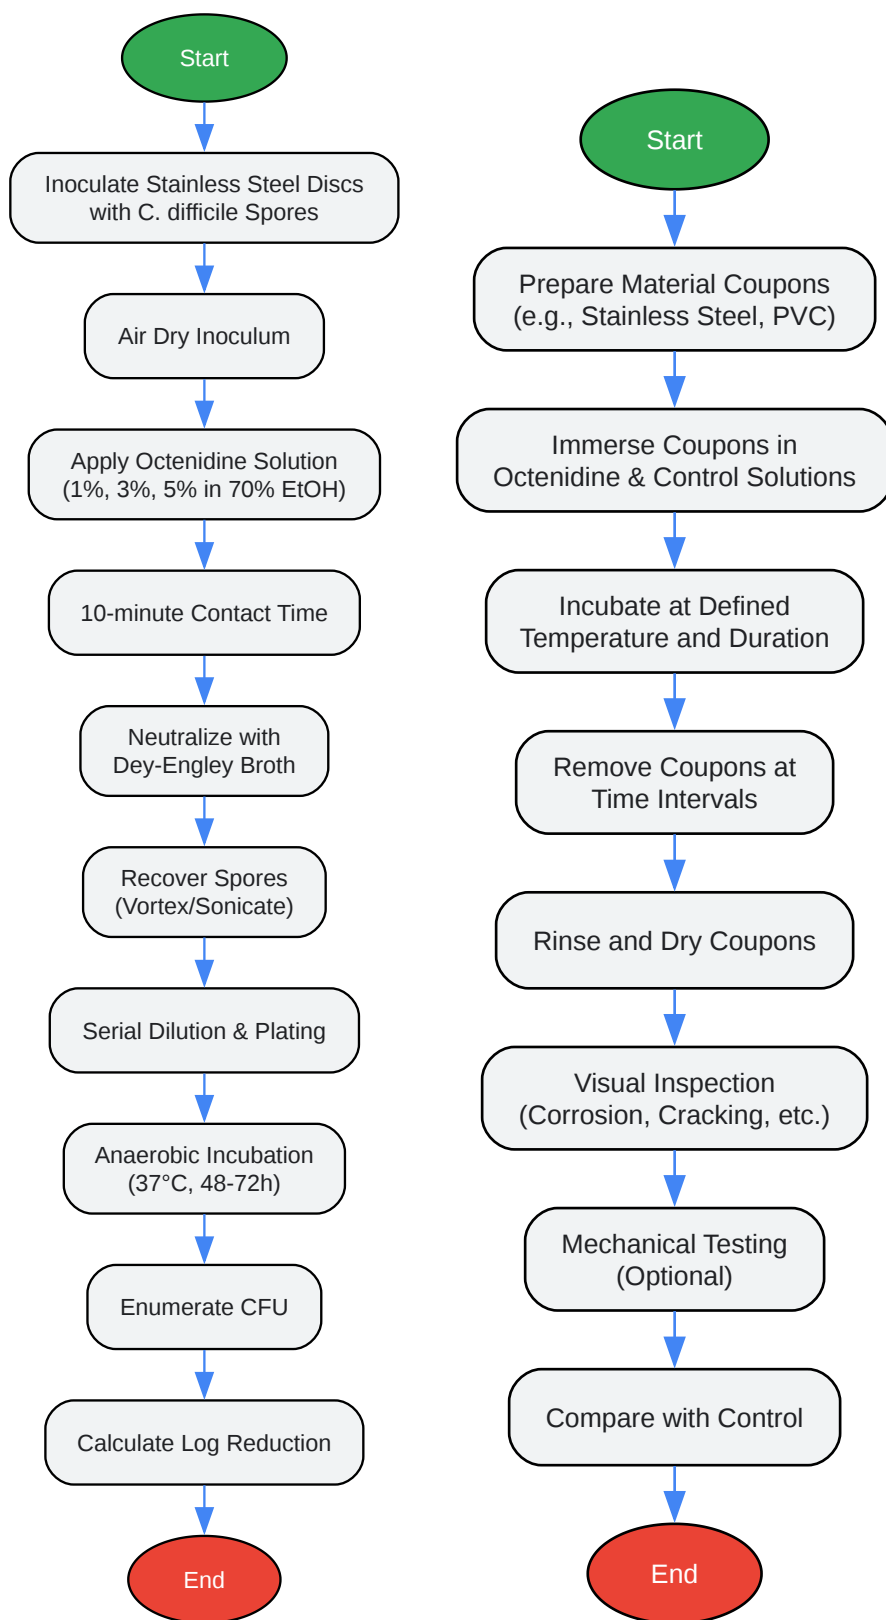 Start
Inoculate Stainless Steel Discs
with C. difficile Spores
Air Dry Inoculum
Apply Octenidine Solution
(1%, 3%, 5% in 70% EtOH)
10-minute Contact Time
Neutralize with
Dey-Engley Broth
Recover Spores
(Vortex/Sonicate)
Serial Dilution & Plating
Anaerobic Incubation
(37°C, 48-72h)
Enumerate CFU
Calculate Log Reduction
End
Start
Prepare Material Coupons
(e.g., Stainless Steel, PVC)
Immerse Coupons in
Octenidine & Control Solutions
Incubate at Defined
Temperature and Duration
Remove Coupons at
Time Intervals
Rinse and Dry Coupons
Visual Inspection
(Corrosion, Cracking, etc.)
Mechanical Testing
(Optional)
Compare with Control
End